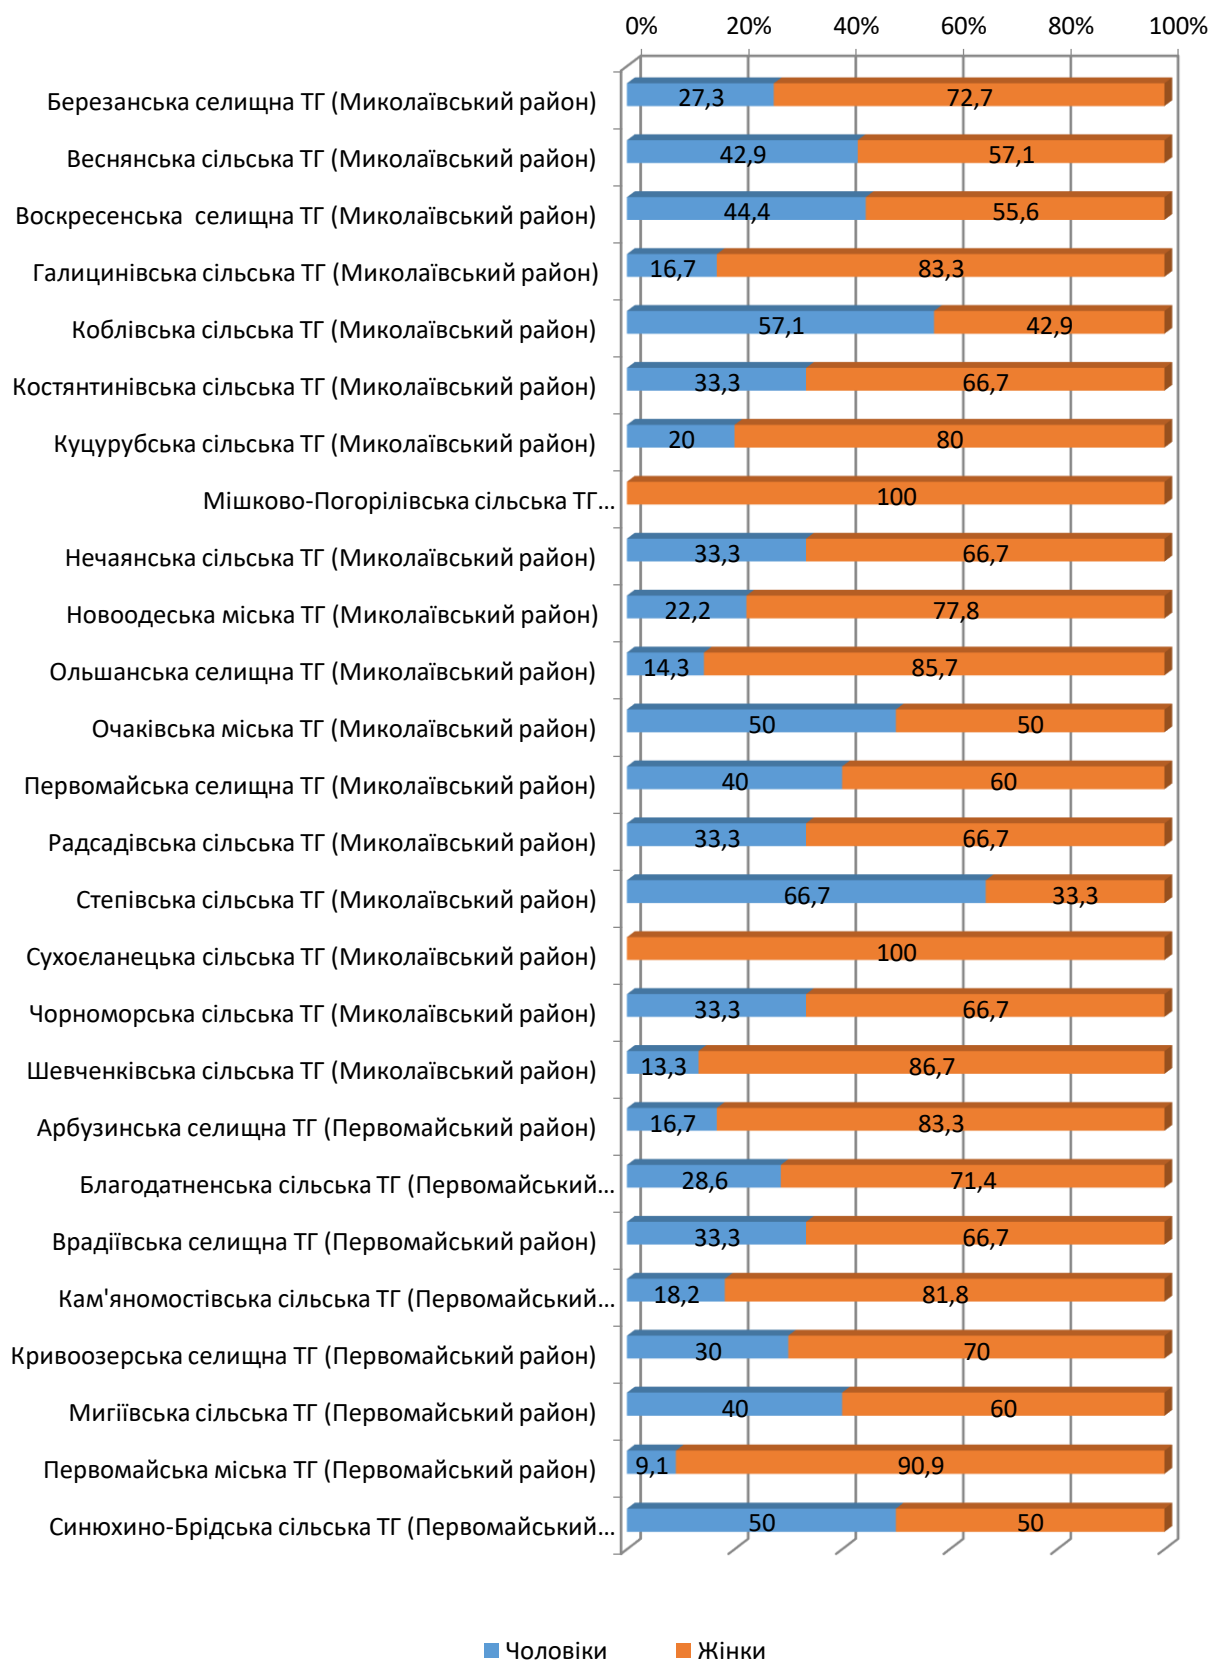 0% 20% 40% 60% 80% 100%
Березанська селищна ТГ (Миколаївський район) 27,3 72,7
Веснянська сільська ТГ (Миколаївський район) 42,9 57,1
Воскресенська селищна ТГ (Миколаївський район) 44,4 55,6
Галицинівська сільська ТГ (Миколаївський район) 16,7 83,3
Коблівська сільська ТГ (Миколаївський район) 57,1 42,9
Костянтинівська сільська ТГ (Миколаївський район) 33,3 66,7
Куцурубська сільська ТГ (Миколаївський район) 20 80
Мішково-Погорілівська сільська ТГ... 100
Нечаянська сільська ТГ (Миколаївський район) 33,3 66,7
Новоодеська міська ТГ (Миколаївський район) 22,2 77,8
Ольшанська селищна ТГ (Миколаївський район) 14,3 85,7
Очаківська міська ТГ (Миколаївський район) 50 50
Первомайська селищна ТГ (Миколаївський район) 40 60
Радсадівська сільська ТГ (Миколаївський район) 33,3 66,7
Степівська сільська ТГ (Миколаївський район) 66,7 33,3
Сухоєланецька сільська ТГ (Миколаївський район) 100
Чорноморська сільська ТГ (Миколаївський район) 33,3 66,7
Шевченківська сільська ТГ (Миколаївський район) 13,3 86,7
Арбузинська селищна ТГ (Первомайський район) 16,7 83,3
Благодатненська сільська ТГ (Первомайський... 28,6 71,4
Врадіївська селищна ТГ (Первомайський район) 33,3 66,7
Кам'яномостівська сільська ТГ (Первомайський... 18,2 81,8
Кривоозерська селищна ТГ (Первомайський район) 30 70
Мигіївська сільська ТГ (Первомайський район) 40 60
Первомайська міська ТГ (Первомайський район) 9,1 90,9
Синюхино-Брідська сільська ТГ (Первомайський... 50 50
Чоловіки Жінки